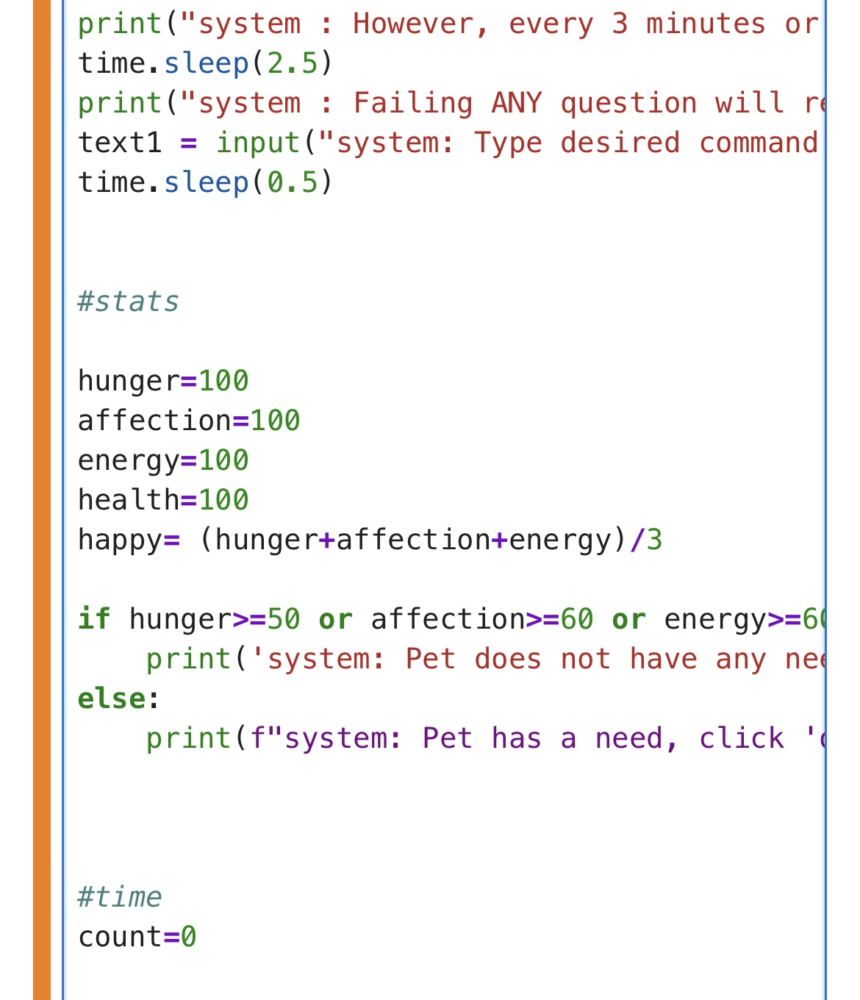 print("system : However, every 3 minutes or
time.sleep(2.5)
print("system : Failing ANY question will
text1 = input("system: Type desired command
time.sleep(0.5)
#stats
hunger=100
affection=100
energy=100
health=100
happy= (hunger+affection+energy)/3
if hunger>=50 or affection>=60 or energy>=60
print('system: Pet does not have any
else:
print(f"system: Pet has a need, click '
#time
count=0